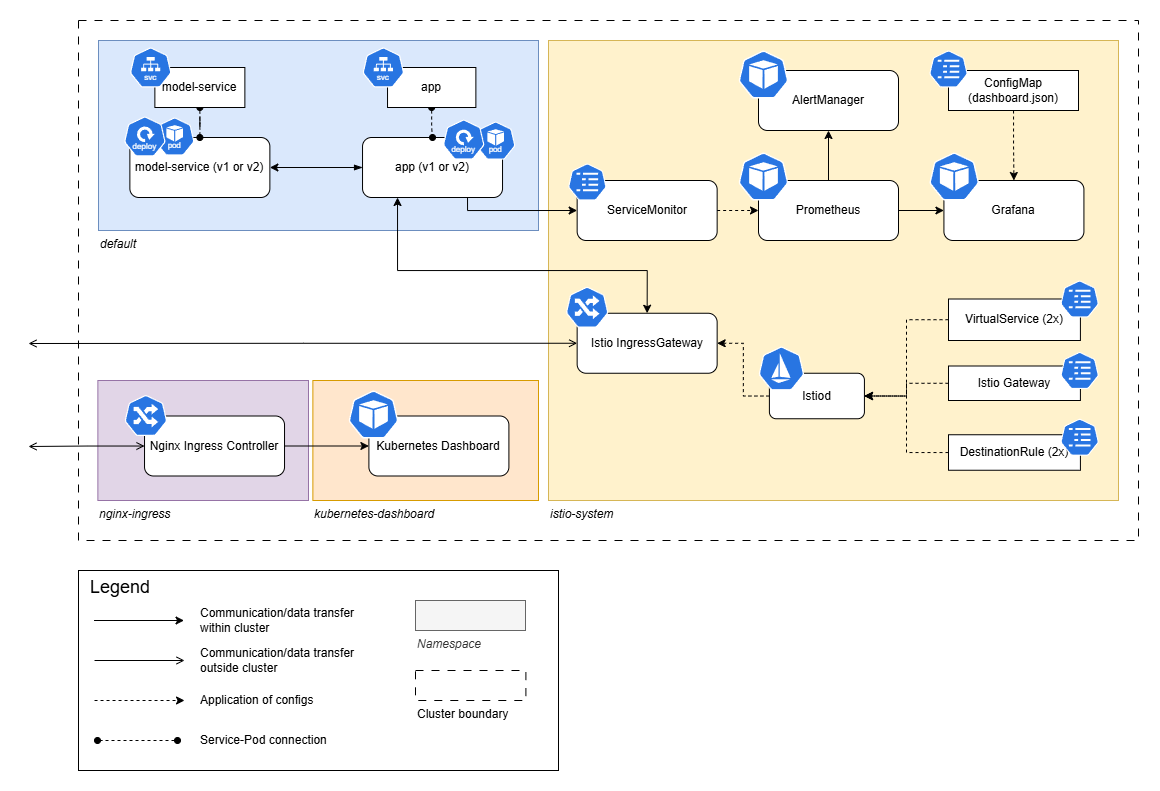 svc
model-service
deploy
pod
model-service (v1 or v2)
svc
app
deploy
pod
app (v1 or v2)
default
AlertManager
ConfigMap
(dashboard.json)
ServiceMonitor
Prometheus
Grafana
Istio IngressGateway
VirtualService (2x)
Istio Gateway
Istiod
DestinationRule (2x)
Nginx Ingress Controller
Kubernetes Dashboard
nginx-ingress
kubernetes-dashboard
istio-system
Legend
Communication/data transfer
within cluster
Communication/data transfer
outside cluster
Application of configs
Service-Pod connection
Namespace
Cluster boundary